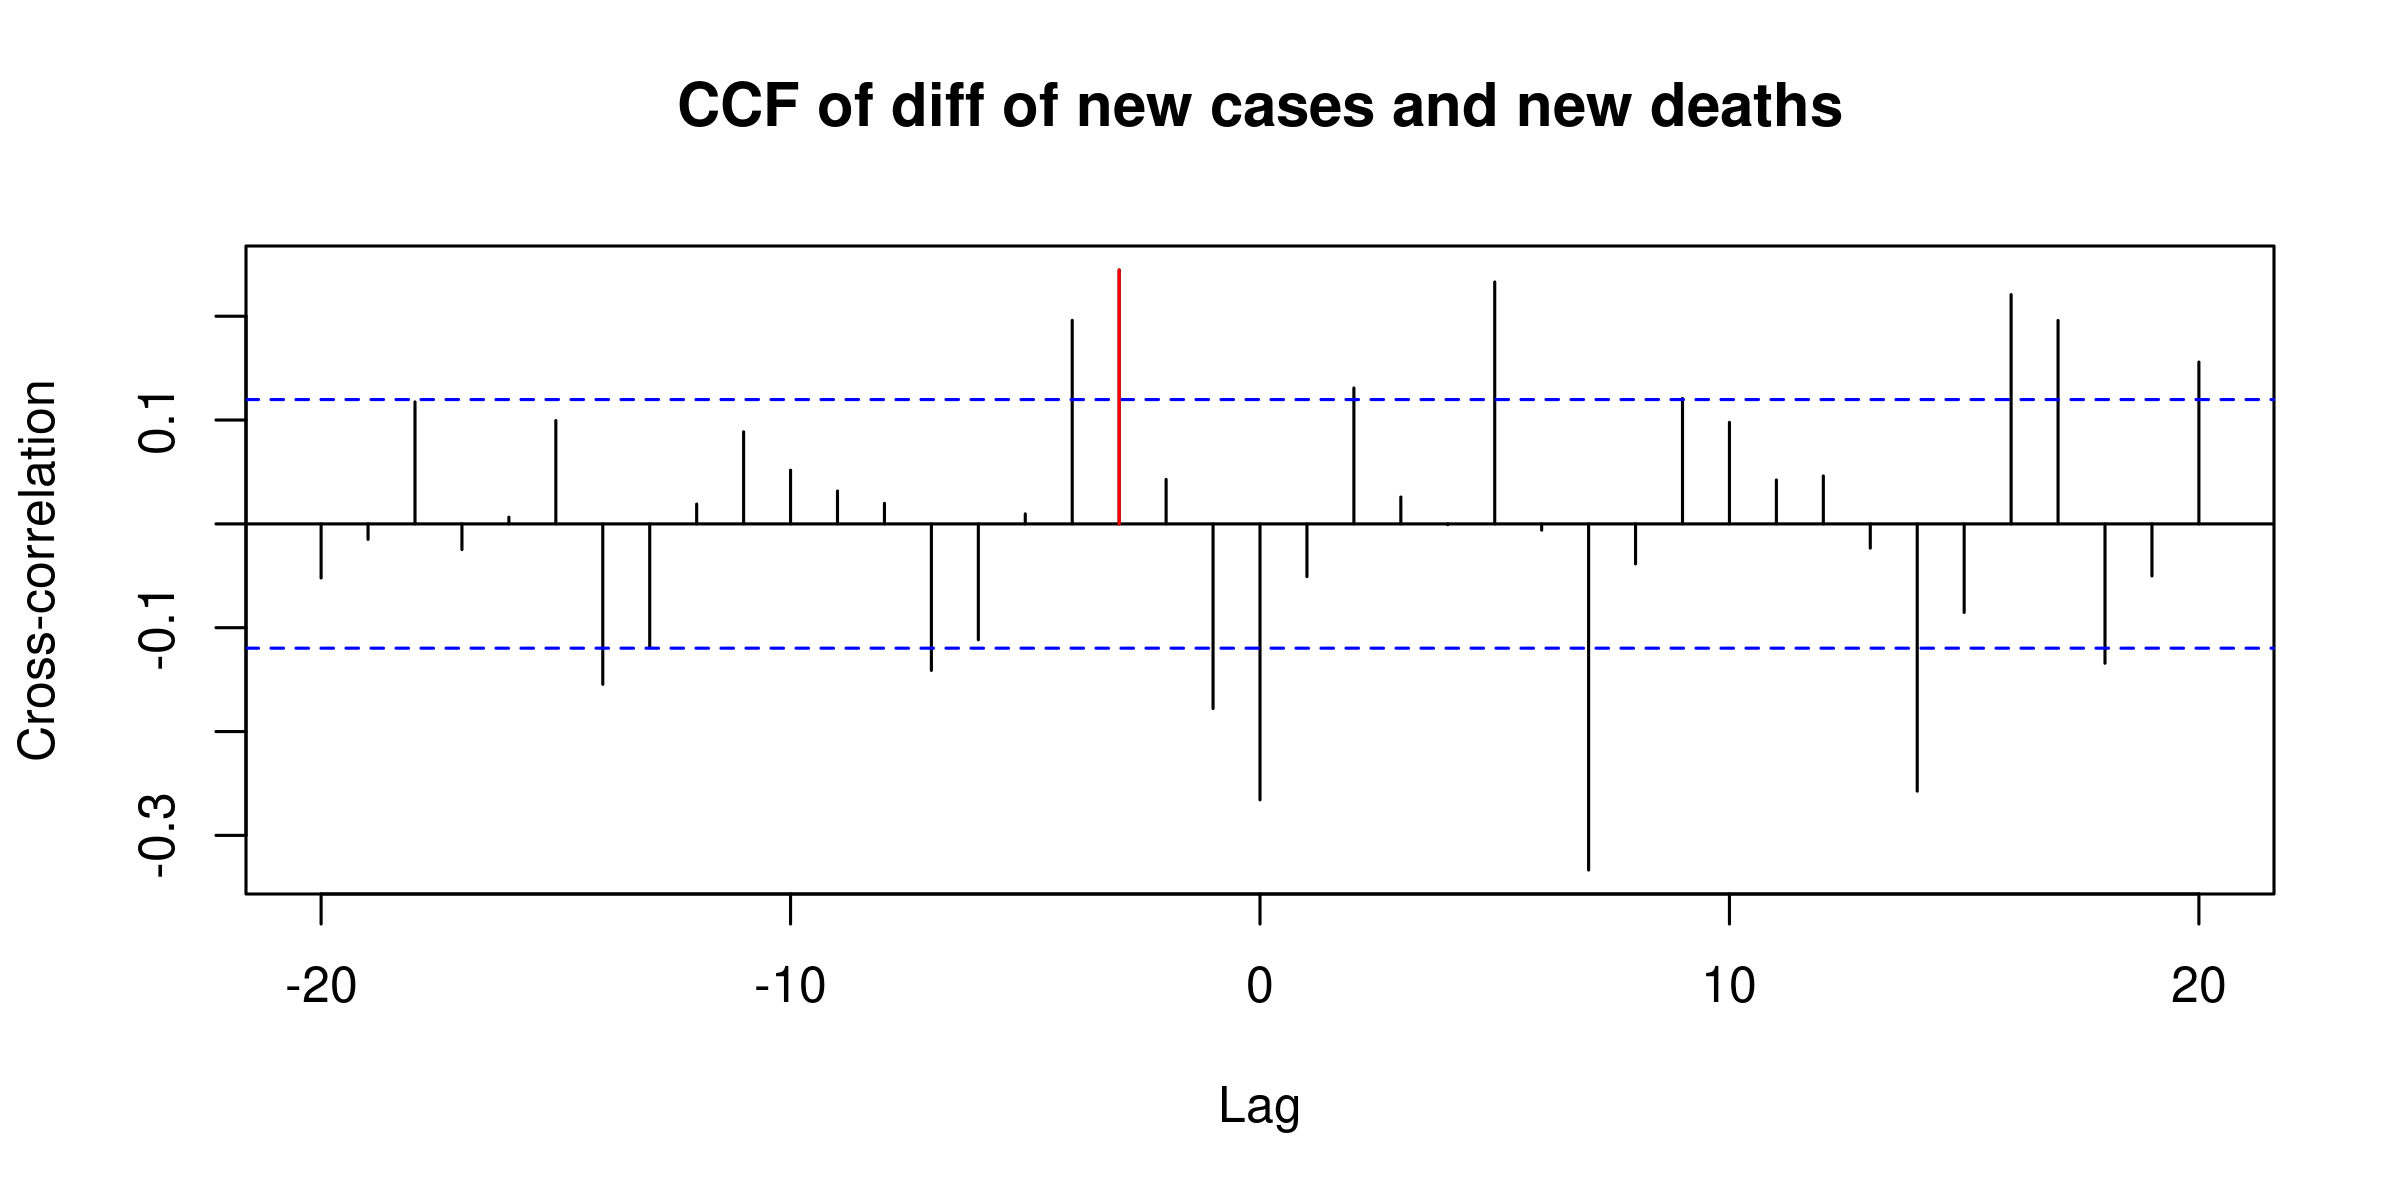 CCF of diff of new cases and new deaths
Cross-correlation
0.1
-0.1
-0.3
-20 -10 0 10 20
Lag